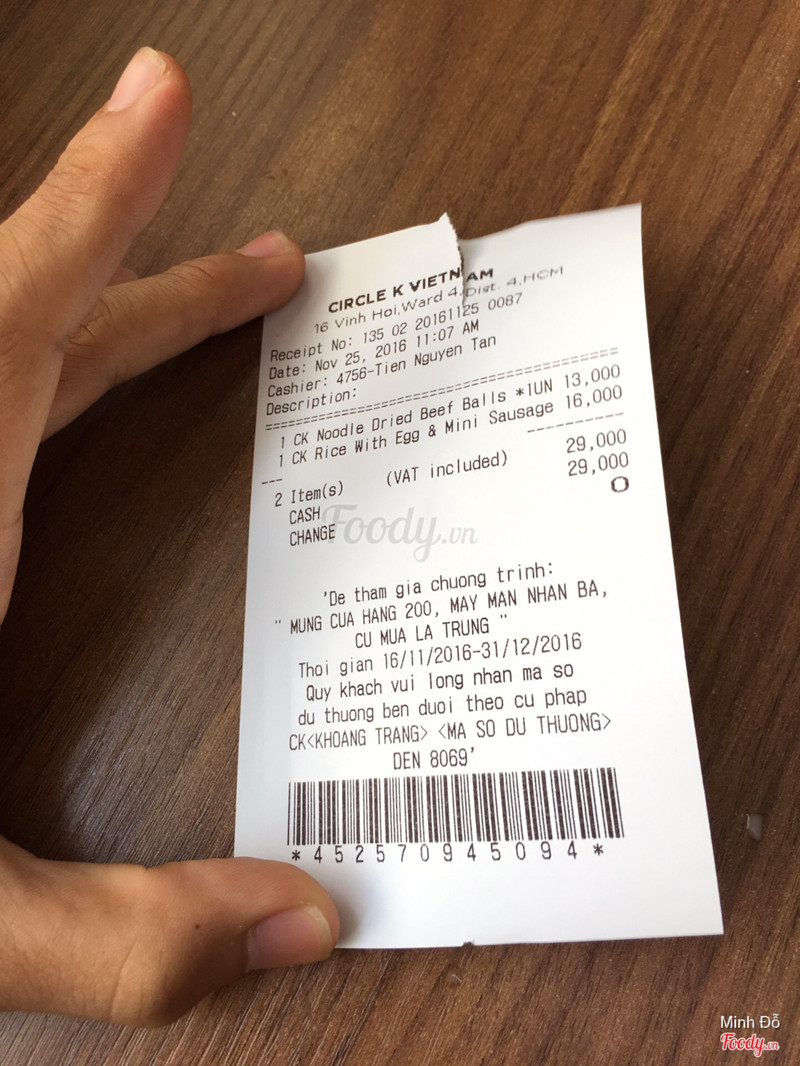 CIRCLE K VIETNAM
16 Vinh Hoi,Ward 4,Dist. 4,HCM
Receipt No: 135 02 20161125 0087
Date: Nov 25, 2016 11:07 AM
Cashier: 4756-Tien Nguyen Tan
Description:
1 CK Noodle Dried Beef Balls *1UN 13,000
1 CK Rice With Egg & Mini Sausage 16,000
2 Item(s) (VAT included) 29,000
CASH 29,000
CHANGE 0
Foody.vn
'De tham gia chuong trinh:
" MUNG CUA HANG 200, MAY MAN NHAN BA,
CU MUA LA TRUNG "
Thoi gian 16/11/2016-31/12/2016
Quy khach vui long nhan ma so
du thuong ben duoi theo cu phap
CK<KHOANG TRANG> <MA SO DU THUONG>
DEN 8069'
*452570945094*
Minh Đỗ
Foody.vn